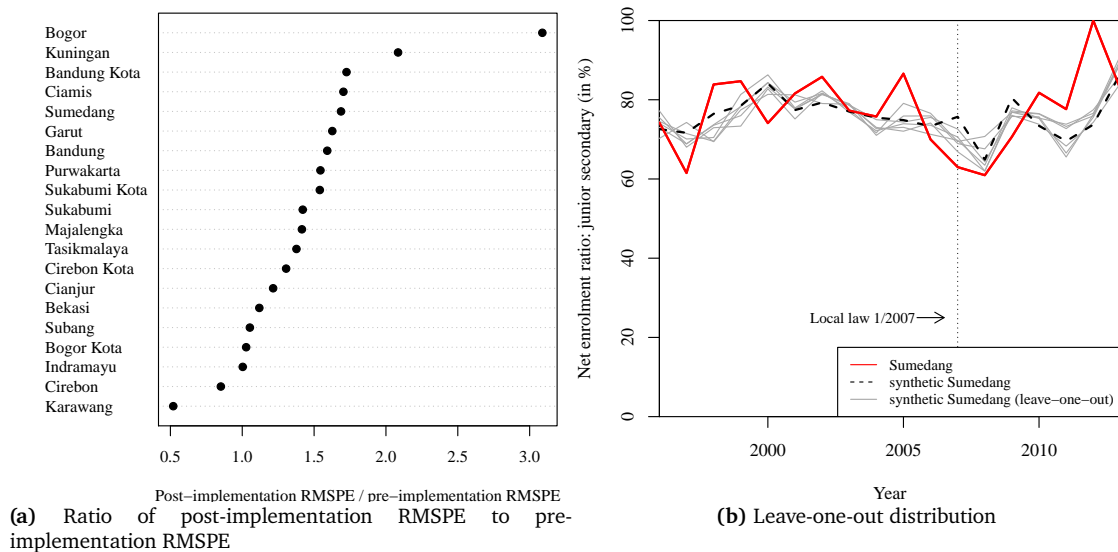 Bogor
Kuningan
Bandung Kota
Ciamis
Sumedang
Garut
Bandung
Purwakarta
Sukabumi Kota
Sukabumi
Majalengka
Tasikmalaya
Cirebon Kota
Cianjur
Bekasi
Subang
Bogor Kota
Indramayu
Cirebon
Karawang
0.5 1.0 1.5 2.0 2.5 3.0
Post−implementation RMSPE / pre−implementation RMSPE
(a) Ratio of post-implementation RMSPE to pre-
implementation RMSPE
Net enrolment ratio: junior secondary (in %)
100
80
60
40
20
0
Local law 1/2007
Sumedang
synthetic Sumedang
synthetic Sumedang (leave−one−out)
2000 2005 2010
Year
(b) Leave-one-out distribution